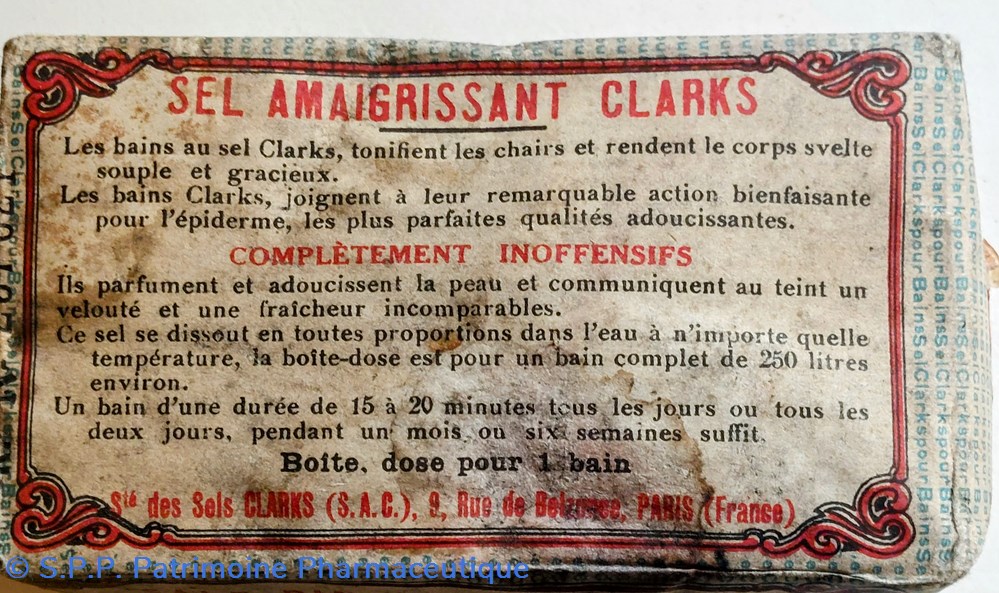 SEL AMAIGRISSANT CLARKS
Les bains au sel Clarks, tonifient les chairs et rendent le corps svelte
souple et gracieux.
Les bains Clarks, joignent à leur remarquable action bienfaisante
pour l'épiderme, les plus parfaites qualités adoucissantes.
COMPLÈTEMENT INOFFENSIFS
Ils parfument et adoucissent la peau et communiquent au teint un
velouté et une fraîcheur incomparables.
Ce sel se dissout en toutes proportions dans l'eau à n'importe quelle
température, la boîte-dose est pour un bain complet de 250 litres
environ.
Un bain d'une durée de 15 à 20 minutes tous les jours ou tous les
deux jours, pendant un mois ou six semaines suffit.
Boîte, dose pour 1 bain
Sté des Sels CLARKS (S.A.C.), 9, Rue de PARIS (France)
BainsSelClarkspourBainsSelClarkspourBainsSe
© S.P.P. Patrimoine Pharmaceutique